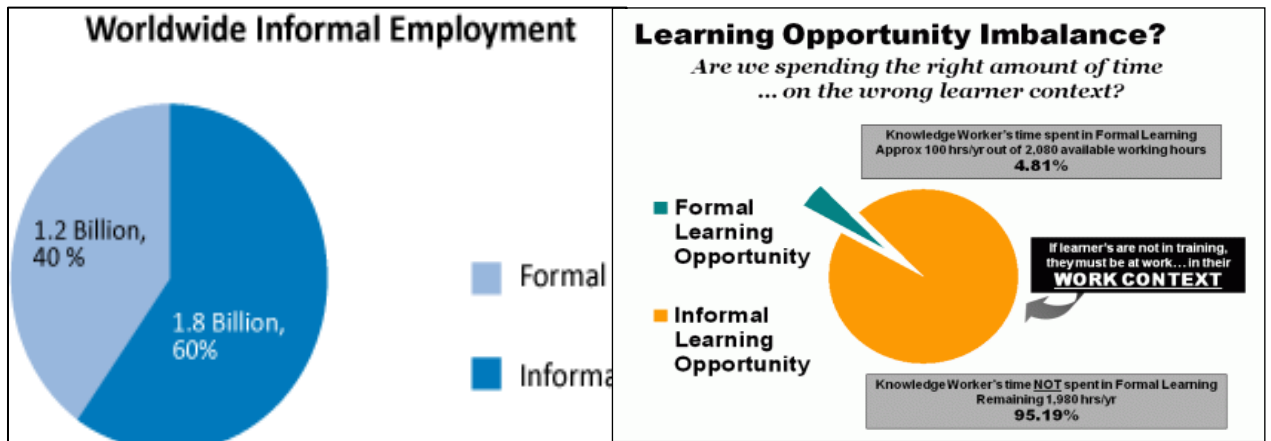 Worldwide Informal Employment
1.2 Billion,
40 %
1.8 Billion,
60%
Formal
Informa
Learning Opportunity Imbalance?
Are we spending the right amount of time
... on the wrong learner context?
Knowledge Worker's time spent in Formal Learning
Approx 100 hrs/yr out of 2,080 available working hours
4.81%
Formal
Learning
Opportunity
If learner's are not in training,
they must be at work... in their
WORK CONTEXT
Informal
Learning
Opportunity
Knowledge Worker's time NOT spent in Formal Learning
Remaining 1,980 hrs/yr
95.19%